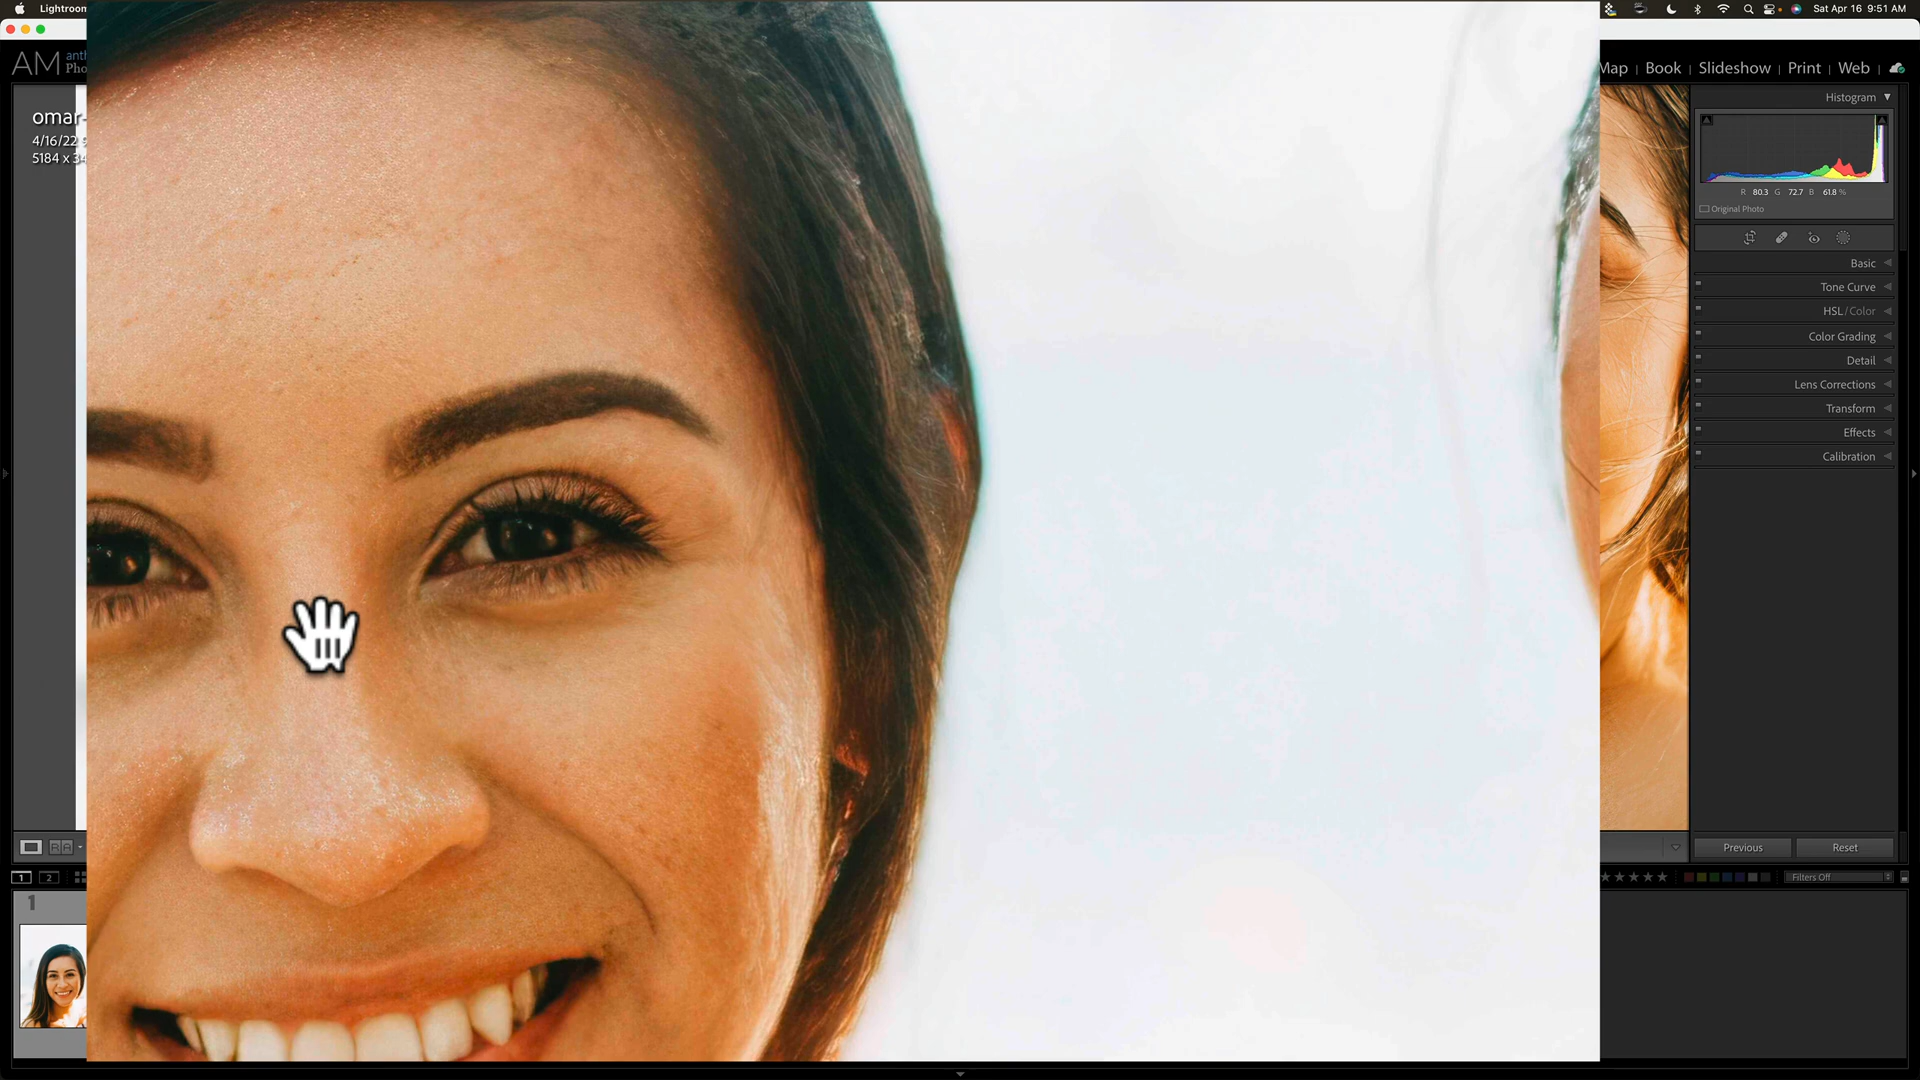 Lightroom
Sat Apr 16 9:51 AM
AM
Map | Book | Slideshow | Print | Web
Histogram
omar-
4/16/22
5184 x 34
R 80.3 G 72.7 B 61.8 %
Original Photo
Basic
Tone Curve
HSL / Color
Color Grading
Detail
Lens Corrections
Transform
Effects
Calibration
Previous
Reset
1 2
Filters Off
1